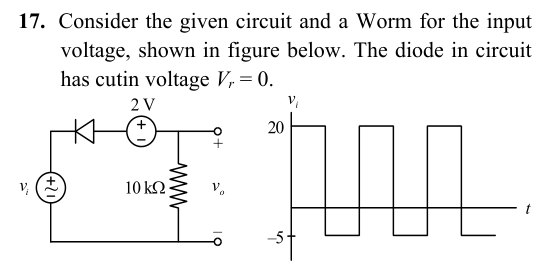 17. Consider the given circuit and a Worm for the input
voltage, shown in figure below. The diode in circuit
has cutin voltage Vr = 0.
2 V
+
–
+
vi
+
–
10 kΩ
vo
–
vi
20
–5
t